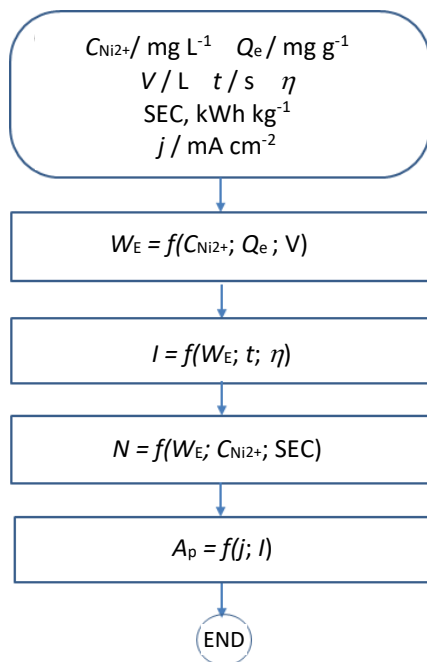 C Ni2+/ mg L-1 Qe / mg g-1
V / L t / s η
SEC, kWh kg-1
j / mA cm-2
WE = f(CNi2+; Qe ; V)
I = f(WE; t; η)
N = f(WE; CNi2+; SEC)
Ap = f(j; I)
END